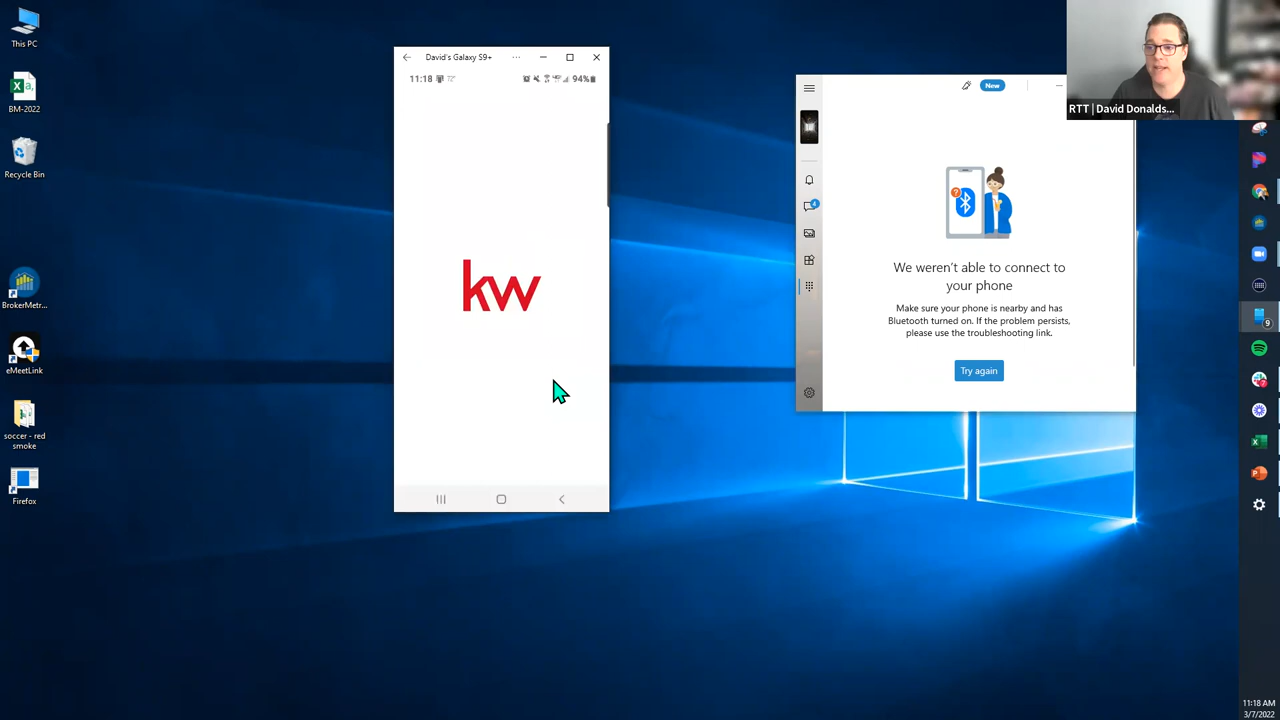 This PC
BM-2022
Recycle Bin
BrokerMetr...
eMeetLink
soccer - red
smoke
Firefox
David's Galaxy S9+
11:18
72°
94%
kw
New
4
We weren't able to connect to
your phone
Make sure your phone is nearby and has
Bluetooth turned on. If the problem persists,
please use the troubleshooting link.
Try again
RTT | David Donalds...
9
11:18 AM
3/7/2022